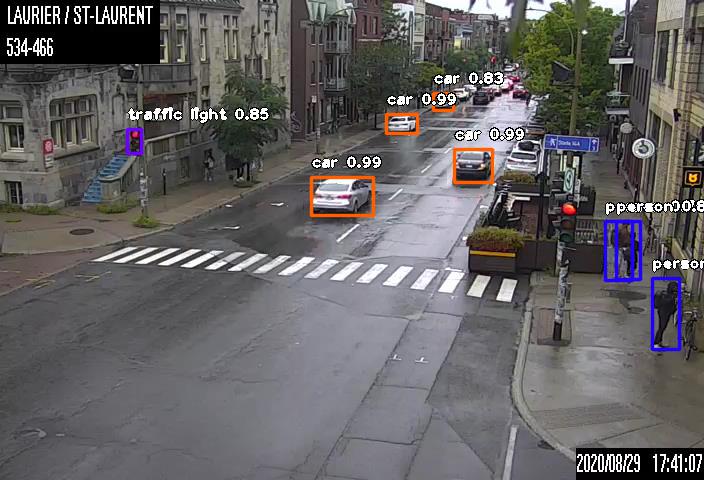 LAURIER / ST-LAURENT
534-466
car 0.83
car 0.99
traffic light 0.85
car 0.99
car 0.99
person
2020/08/29 17:41:07